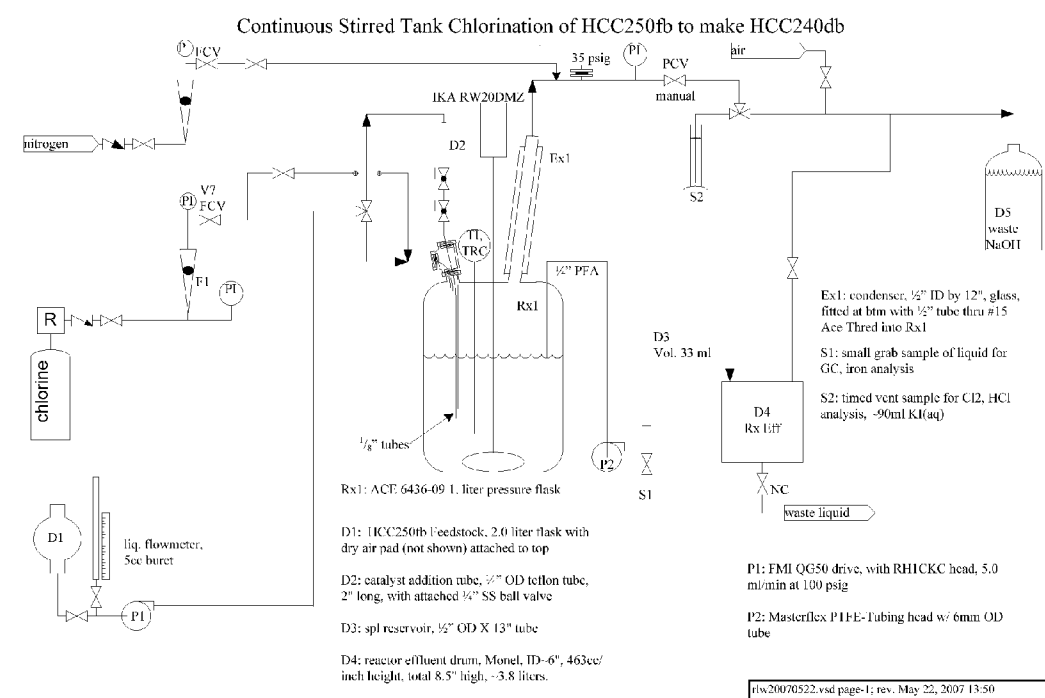 Continuous Stirred Tank Chlorination of HCC250fb to make HCC240db
P
FCV
35 psig
PI
PCV
manual
air
IKA RW20DMZ
D2
Ex1
nitrogen
S2
PI
V7
FCV
TI,
TRC
D5
waste
NaOH
¼" PFA
F1
PI
Rx1
R
chlorine
D3
Vol. 33 ml
Ex1: condenser, ½" ID by 12", glass,
fitted at btm with ½" tube thru #15
Ace Thred into Rx1
S1: small grab sample of liquid for
GC, iron analysis
D4
Rx Eff
S2: timed vent sample for Cl2, HCl
analysis, ~90ml KI(aq)
1/8" tubes
P2
S1
NC
waste liquid
Rx1: ACE 6436-09 1. liter pressure flask
D1
liq. flowmeter,
5cc buret
P1
D1: HCC250fb Feedstock, 2.0 liter flask with
dry air pad (not shown) attached to top
D2: catalyst addition tube, ¼" OD teflon tube,
2" long, with attached ¼" SS ball valve
D3: spl reservoir, ½" OD X 13" tube
D4: reactor effluent drum, Monel, ID~6", 463cc/
inch height, total 8.5" high, ~3.8 liters.
P1: FMI QG50 drive, with RH1CKC head, 5.0
ml/min at 100 psig
P2: Masterflex PTFE-Tubing head w/ 6mm OD
tube
rlw20070522.vsd page-1; rev. May 22, 2007 13:50